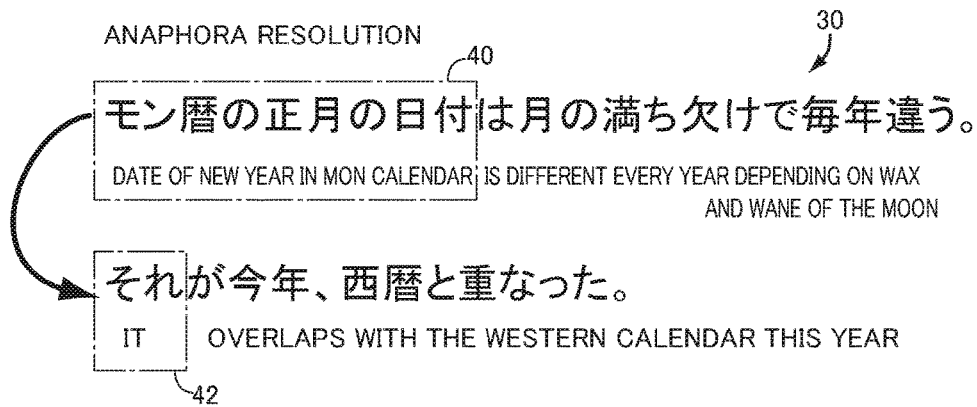 ANAPHORA RESOLUTION
30
40
モン暦の正月の日付は月の満ち欠けで毎年違う。
DATE OF NEW YEAR IN MON CALENDAR IS DIFFERENT EVERY YEAR DEPENDING ON WAX
AND WANE OF THE MOON
それが今年、西暦と重なった。
IT OVERLAPS WITH THE WESTERN CALENDAR THIS YEAR
42